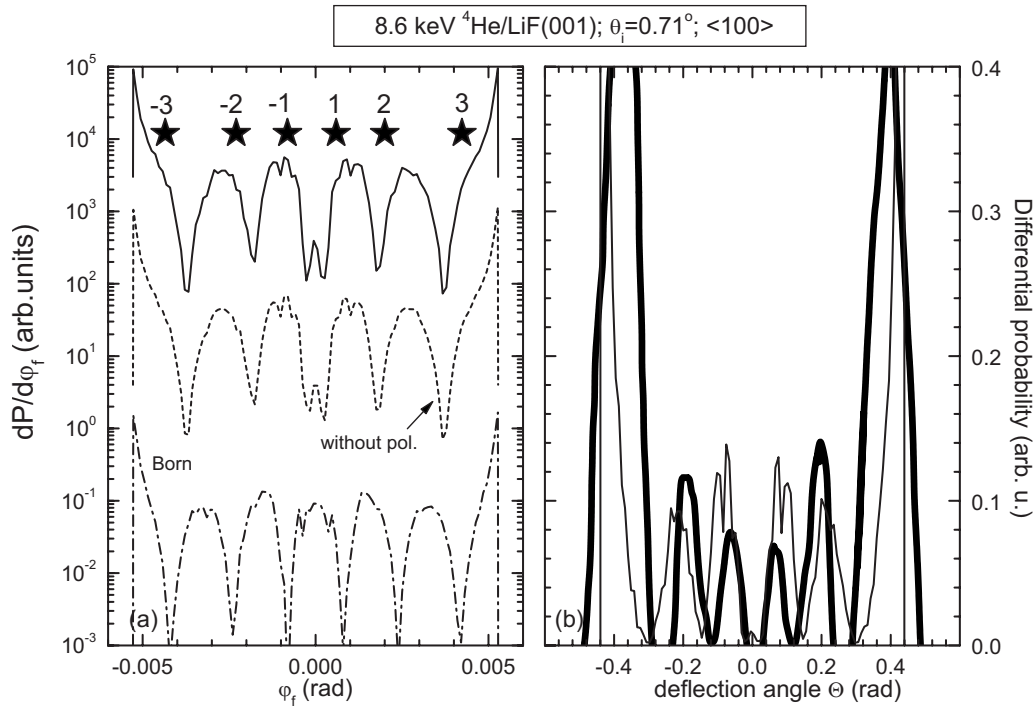 8.6 keV ⁴He/LiF(001); θᵢ=0.71°; <100>
10⁵
10⁴
10³
10²
10¹
10⁰
10⁻¹
10⁻²
10⁻³
dP/dφ_f (arb.units)
-3 -2 -1 1 2 3
without pol.
Born
(a)
-0.005 0.000 0.005
φ_f (rad)
(b)
-0.4 -0.2 0.0 0.2 0.4
deflection angle Θ (rad)
0.4
0.3
0.2
0.1
0.0
Differential probability (arb. u.)